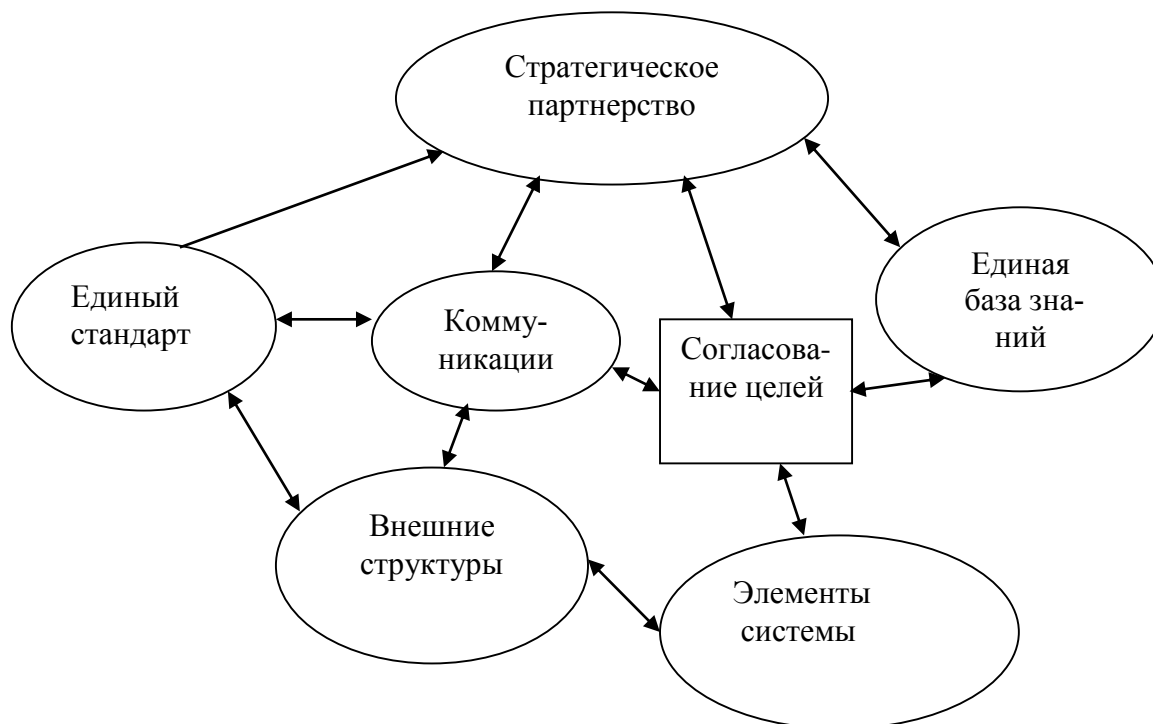 Стратегическое
партнерство
Единый
стандарт
Комму-
никации
Согласова-
ние целей
Единая
база зна-
ний
Внешние
структуры
Элементы
системы